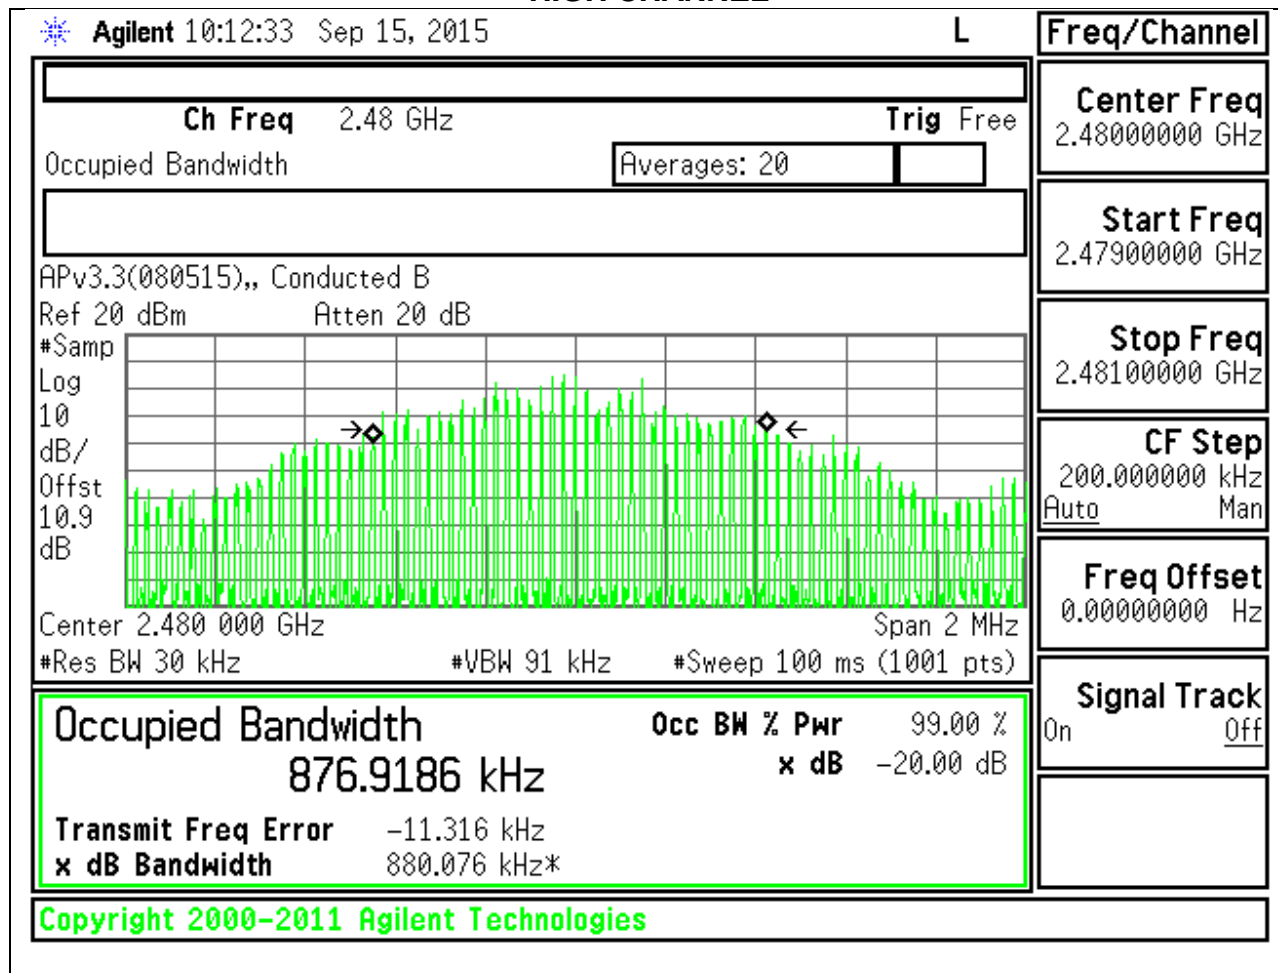 HIGH CHANNEL
Agilent 10:12:33 Sep 15, 2015 L
Freq/Channel
Ch Freq 2.48 GHz Trig Free
Occupied Bandwidth Averages: 20
APv3.3(080515),, Conducted B
Ref 20 dBm Atten 20 dB
#Samp
Log
10
dB/
Offst
10.9
dB
Center 2.480 000 GHz Span 2 MHz
#Res BW 30 kHz #VBW 91 kHz #Sweep 100 ms (1001 pts)
Occupied Bandwidth Occ BW % Pwr 99.00 %
876.9186 kHz x dB -20.00 dB
Transmit Freq Error -11.316 kHz
x dB Bandwidth 880.076 kHz*
Center Freq
2.48000000 GHz
Start Freq
2.47900000 GHz
Stop Freq
2.48100000 GHz
CF Step
200.000000 kHz
Auto Man
Freq Offset
0.00000000 Hz
Signal Track
On Off
Copyright 2000-2011 Agilent Technologies